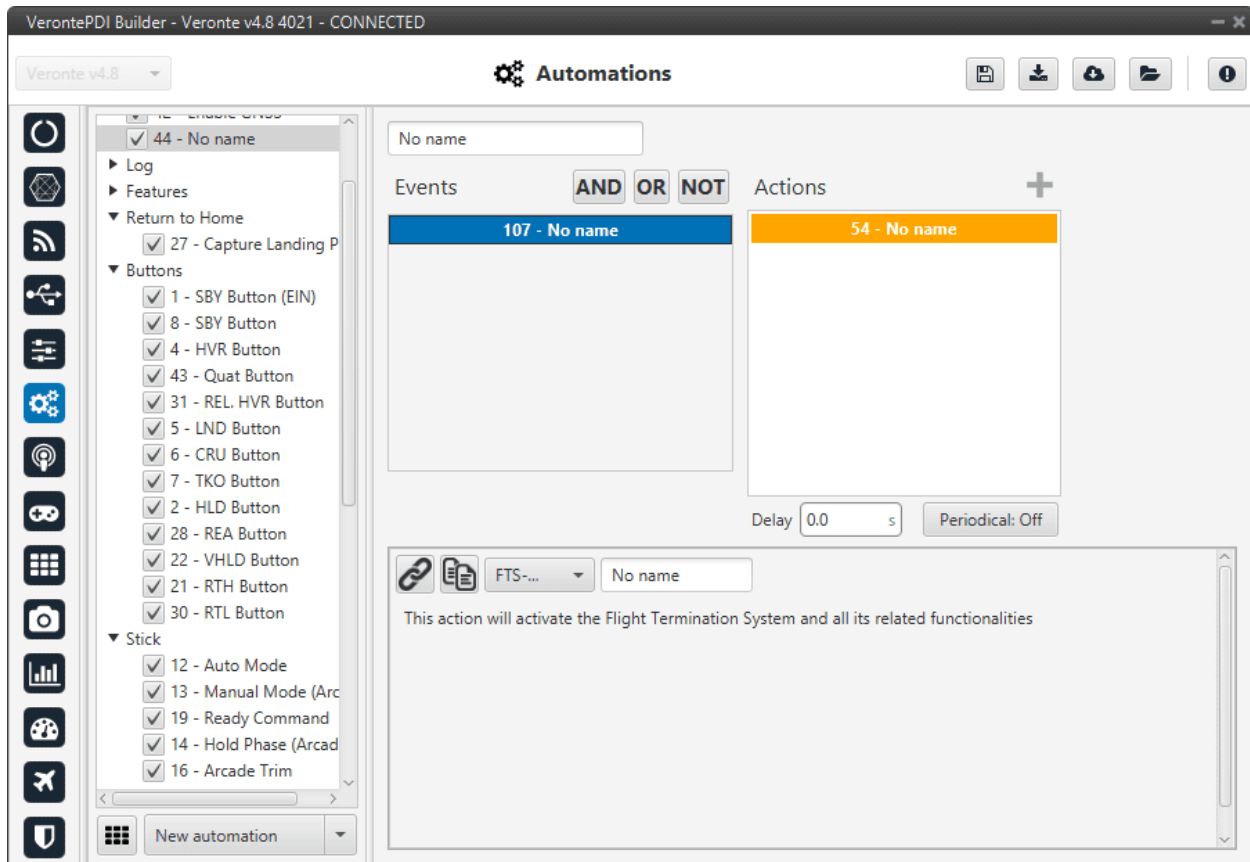 VerontePDI Builder - Veronte v4.8 4021 - CONNECTED
Veronte v4.8
Automations
44 - No name
Log
Features
Return to Home
27 - Capture Landing P
Buttons
1 - SBY Button (EIN)
8 - SBY Button
4 - HVR Button
43 - Quat Button
31 - REL. HVR Button
5 - LND Button
6 - CRU Button
7 - TKO Button
2 - HLD Button
28 - REA Button
22 - VHLD Button
21 - RTH Button
30 - RTL Button
Stick
12 - Auto Mode
13 - Manual Mode (Arc
19 - Ready Command
14 - Hold Phase (Arcad
16 - Arcade Trim
New automation
No name
Events
AND OR NOT
107 - No name
Actions
54 - No name
Delay 0.0 s
Periodical: Off
FTS-...
No name
This action will activate the Flight Termination System and all its related functionalities